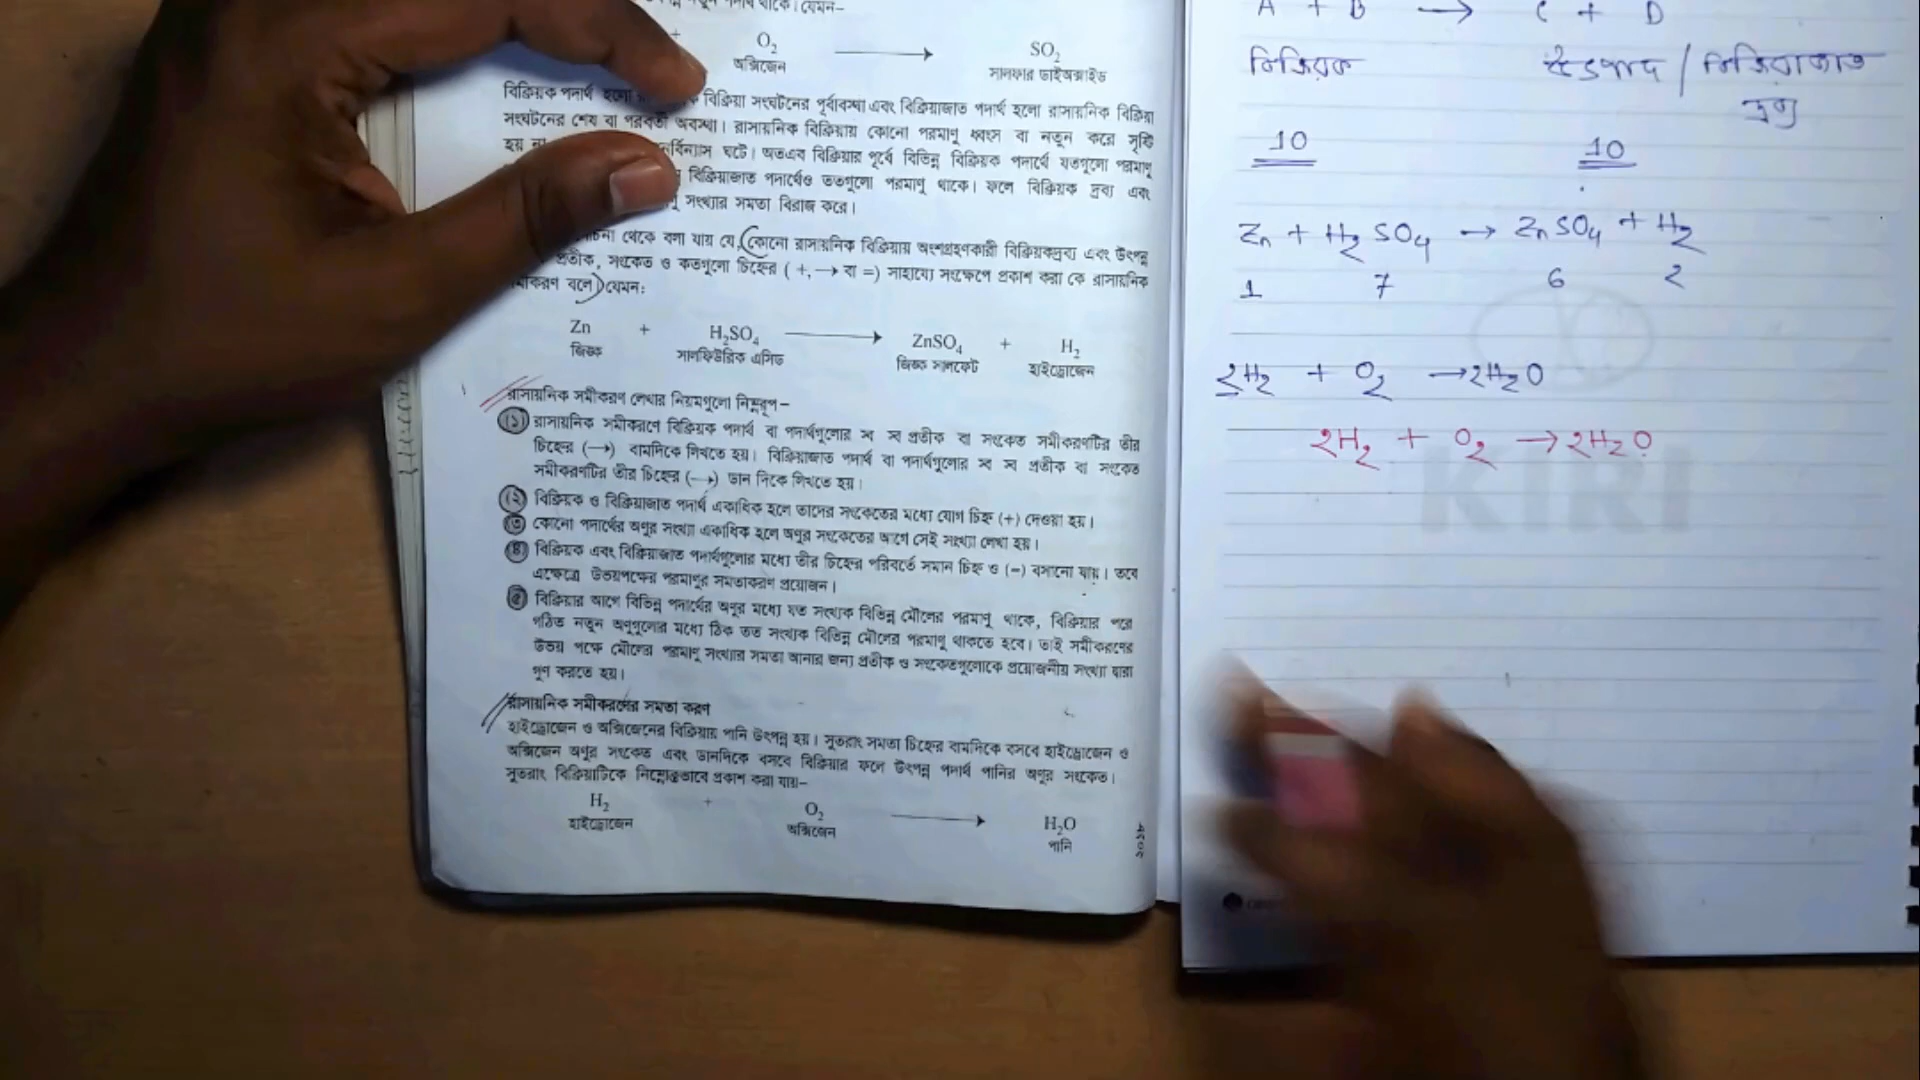 নতুন পদার্থ থাকে। যেমন–
+ O₂ ⟶ SO₂
অক্সিজেন সালফার ডাইঅক্সাইড
বিক্রিয়ক পদার্থ হলো বিক্রিয়া সংঘটনের পূর্বাবস্থা এবং বিক্রিয়াজাত পদার্থ হলো রাসায়নিক বিক্রিয়া
সংঘটনের শেষ বা পরবর্তী অবস্থা। রাসায়নিক বিক্রিয়ায় কোনো পরমাণু ধ্বংস বা নতুন করে সৃষ্টি
হয় না ঘটে। অতএব বিক্রিয়ার পূর্বে বিভিন্ন বিক্রিয়ক পদার্থে যতগুলো পরমাণু
বিক্রিয়াজাত পদার্থেও ততগুলো পরমাণু থাকে। ফলে বিক্রিয়ক দ্রব্য এবং
সংখ্যার সমতা বিরাজ করে।
থেকে বলা যায় যে, (কোনো রাসায়নিক বিক্রিয়ায় অংশগ্রহণকারী বিক্রিয়কদ্রব্য এবং উৎপন্ন
প্রতীক, সংকেত ও কতগুলো চিহ্নের ( +, → বা =) সাহায্যে সংক্ষেপে প্রকাশ করা কে রাসায়নিক
সমীকরণ বলে) যেমন:
Zn + H₂SO₄ ⟶ ZnSO₄ + H₂
জিঙ্ক সালফিউরিক এসিড জিঙ্ক সালফেট হাইড্রোজেন
রাসায়নিক সমীকরণ লেখার নিয়মগুলো নিম্নরূপ–
(১) রাসায়নিক সমীকরণে বিক্রিয়ক পদার্থ বা পদার্থগুলোর স্ব স্ব প্রতীক বা সংকেত সমীকরণটির তীর
চিহ্নের (→) বামদিকে লিখতে হয়। বিক্রিয়াজাত পদার্থ বা পদার্থগুলোর স্ব স্ব প্রতীক বা সংকেত
সমীকরণটির তীর চিহ্নের (→) ডান দিকে লিখতে হয়।
(২) বিক্রিয়ক ও বিক্রিয়াজাত পদার্থ একাধিক হলে তাদের সংকেতের মধ্যে যোগ চিহ্ন (+) দেওয়া হয়।
(৩) কোনো পদার্থের অণুর সংখ্যা একাধিক হলে অণুর সংকেতের আগে সেই সংখ্যা লেখা হয়।
(৪) বিক্রিয়ক এবং বিক্রিয়াজাত পদার্থগুলোর মধ্যে তীর চিহ্নের পরিবর্তে সমান চিহ্ন ও (=) বসানো যায়। তবে
এক্ষেত্রে উভয়পক্ষের পরমাণুর সমতাকরণ প্রয়োজন।
(৫) বিক্রিয়ার আগে বিভিন্ন পদার্থের অণুর মধ্যে যত সংখ্যক বিভিন্ন মৌলের পরমাণু থাকে, বিক্রিয়ার পরে
গঠিত নতুন অণুগুলোর মধ্যে ঠিক তত সংখ্যক বিভিন্ন মৌলের পরমাণু থাকতে হবে। তাই সমীকরণের
উভয় পক্ষে মৌলের পরমাণু সংখ্যার সমতা আনার জন্য প্রতীক ও সংকেতগুলোকে প্রয়োজনীয় সংখ্যা দ্বারা
গুণ করতে হয়।
রাসায়নিক সমীকরণের সমতা করণ
হাইড্রোজেন ও অক্সিজেনের বিক্রিয়ায় পানি উৎপন্ন হয়। সুতরাং সমতা চিহ্নের বামদিকে বসবে হাইড্রোজেন ও
অক্সিজেন অণুর সংকেত এবং ডানদিকে বসবে বিক্রিয়ার ফলে উৎপন্ন পদার্থ পানির অণুর সংকেত।
সুতরাং বিক্রিয়াটিকে নিম্নোক্তভাবে প্রকাশ করা যায়–
H₂ + O₂ ⟶ H₂O
হাইড্রোজেন অক্সিজেন পানি
২০২৫
A + B → C + D
বিক্রিয়ক উৎপাদ / বিক্রিয়াজাত
দ্রব্য
10 10
Zn + H₂SO₄ → ZnSO₄ + H₂
1 7 6 2
2H₂ + O₂ → 2H₂O
2H₂ + O₂ → 2H₂O
KIRI